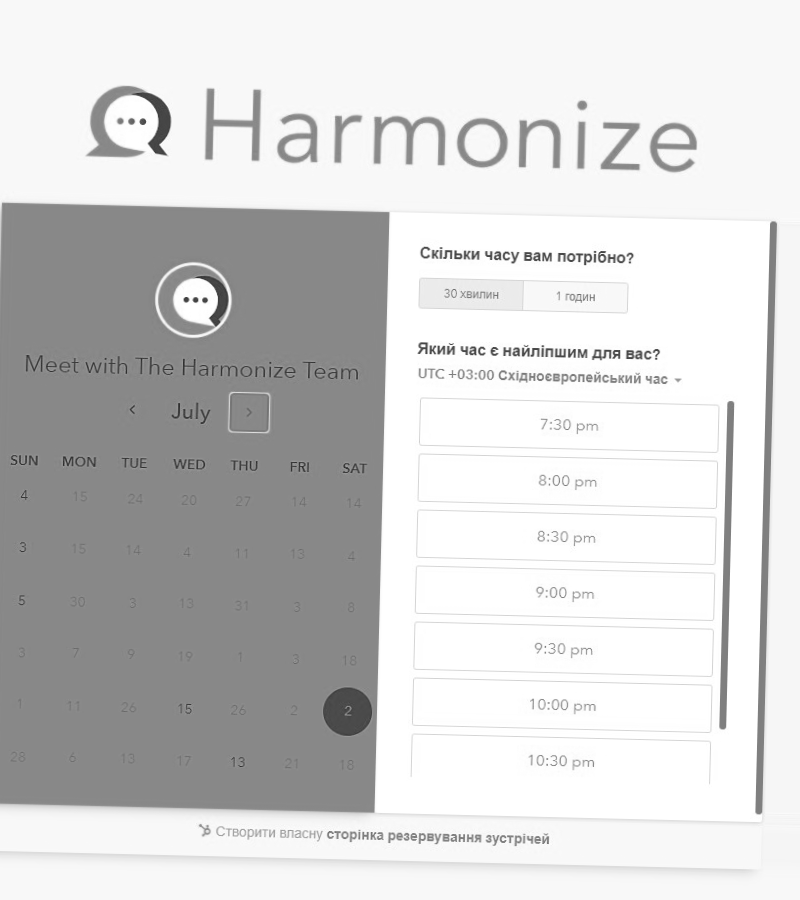 Harmonize
Meet with The Harmonize Team
July
SUN MON TUE WED THU FRI SAT
4 15 24 20 27 14 14
3 15 14 4 11 13 4
5 30 3 13 31 3 8
3 7 9 19 1 3 18
1 11 26 15 26 2 2
28 6 13 17 13 21 18
Скільки часу вам потрібно?
30 хвилин 1 годин
Який час є найліпшим для вас?
UTC +03:00 Східноєвропейський час
7:30 pm
8:00 pm
8:30 pm
9:00 pm
9:30 pm
10:00 pm
10:30 pm
Створити власну сторінка резервування зустрічей